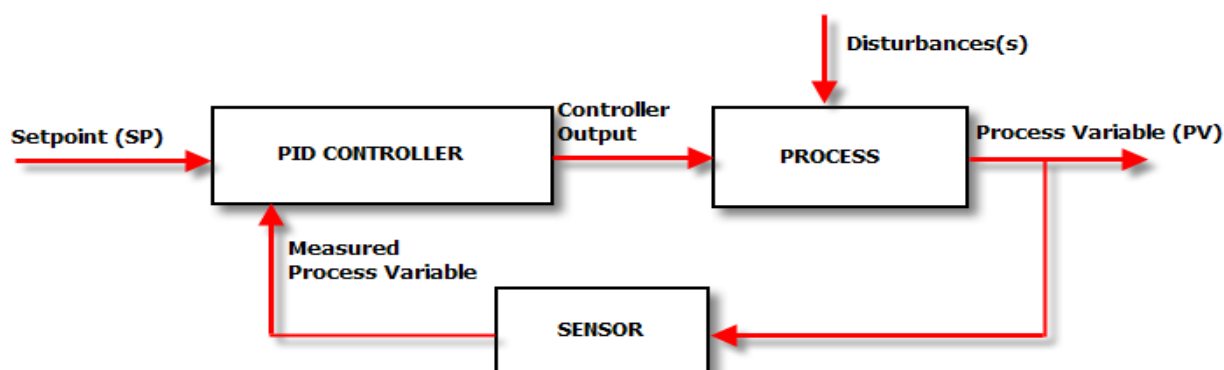 Disturbances(s)
Setpoint (SP)
PID CONTROLLER
Controller
Output
PROCESS
Process Variable (PV)
Measured
Process Variable
SENSOR